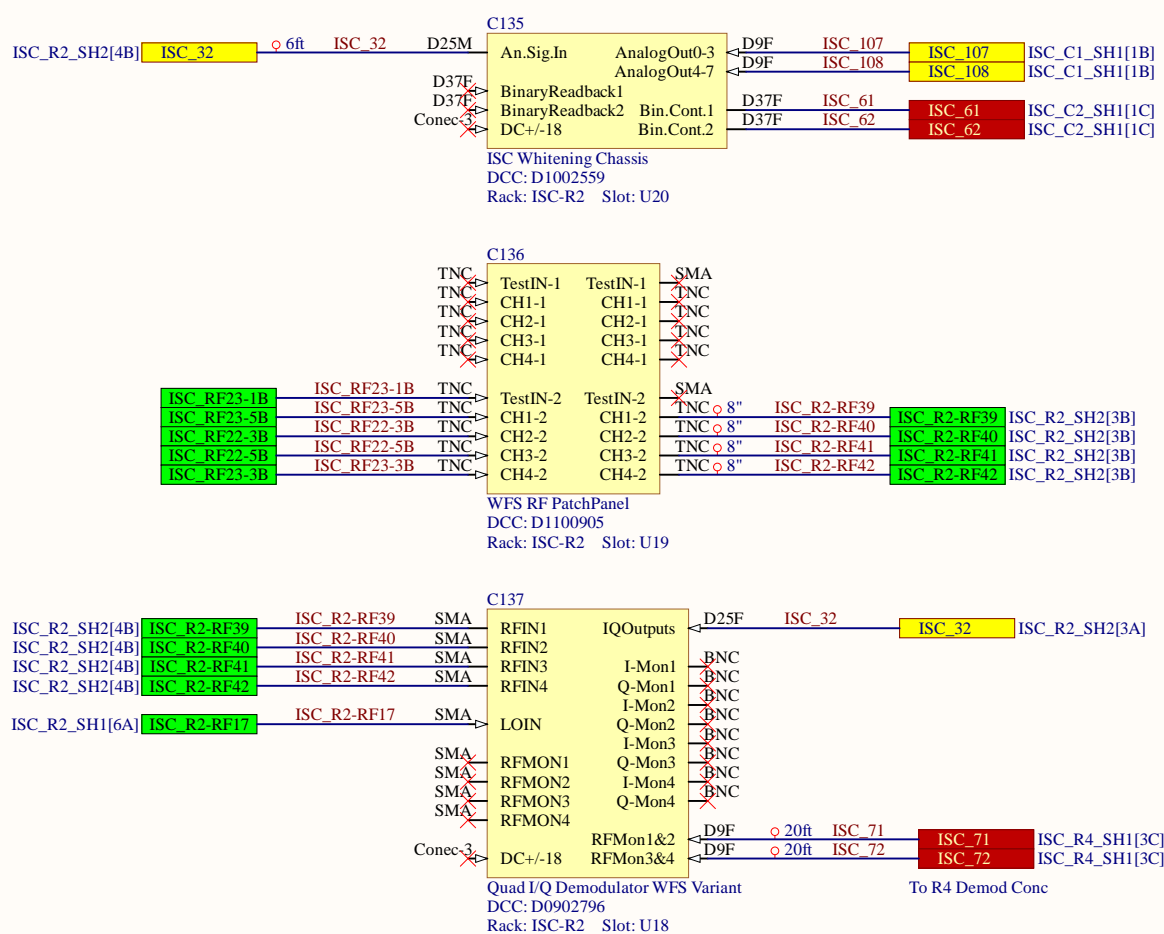 C135
ISC_R2_SH2[4B] ISC_32 6ft ISC_32 D25M An.Sig.In AnalogOut0-3 D9F ISC_107 ISC_107 ISC_C1_SH1[1B]
AnalogOut4-7 D9F ISC_108 ISC_108 ISC_C1_SH1[1B]
D37F BinaryReadback1
D37F BinaryReadback2 Bin.Cont.1 D37F ISC_61 ISC_61 ISC_C2_SH1[1C]
Conec-3 DC+/-18 Bin.Cont.2 D37F ISC_62 ISC_62 ISC_C2_SH1[1C]
ISC Whitening Chassis
DCC: D1002559
Rack: ISC-R2 Slot: U20
C136
TNC TestIN-1 TestIN-1 SMA
TNC CH1-1 CH1-1 TNC
TNC CH2-1 CH2-1 TNC
TNC CH3-1 CH3-1 TNC
TNC CH4-1 CH4-1 TNC
ISC_RF23-1B ISC_RF23-1B TNC TestIN-2 TestIN-2 SMA
ISC_RF23-5B ISC_RF23-5B TNC CH1-2 CH1-2 TNC 8" ISC_R2-RF39 ISC_R2-RF39 ISC_R2_SH2[3B]
ISC_RF22-3B ISC_RF22-3B TNC CH2-2 CH2-2 TNC 8" ISC_R2-RF40 ISC_R2-RF40 ISC_R2_SH2[3B]
ISC_RF22-5B ISC_RF22-5B TNC CH3-2 CH3-2 TNC 8" ISC_R2-RF41 ISC_R2-RF41 ISC_R2_SH2[3B]
ISC_RF23-3B ISC_RF23-3B TNC CH4-2 CH4-2 TNC 8" ISC_R2-RF42 ISC_R2-RF42 ISC_R2_SH2[3B]
WFS RF PatchPanel
DCC: D1100905
Rack: ISC-R2 Slot: U19
C137
ISC_R2_SH2[4B] ISC_R2-RF39 ISC_R2-RF39 SMA RFIN1 IQOutputs D25F ISC_32 ISC_32 ISC_R2_SH2[3A]
ISC_R2_SH2[4B] ISC_R2-RF40 ISC_R2-RF40 SMA RFIN2
ISC_R2_SH2[4B] ISC_R2-RF41 ISC_R2-RF41 SMA RFIN3 I-Mon1 BNC
ISC_R2_SH2[4B] ISC_R2-RF42 ISC_R2-RF42 SMA RFIN4 Q-Mon1 BNC
I-Mon2 BNC
ISC_R2_SH1[6A] ISC_R2-RF17 ISC_R2-RF17 SMA LOIN Q-Mon2 BNC
I-Mon3 BNC
SMA RFMON1 Q-Mon3 BNC
SMA RFMON2 I-Mon4 BNC
SMA RFMON3 Q-Mon4 BNC
SMA RFMON4
RFMon1&2 D9F 20ft ISC_71 ISC_71 ISC_R4_SH1[3C]
Conec-3 DC+/-18 RFMon3&4 D9F 20ft ISC_72 ISC_72 ISC_R4_SH1[3C]
Quad I/Q Demodulator WFS Variant To R4 Demod Conc
DCC: D0902796
Rack: ISC-R2 Slot: U18